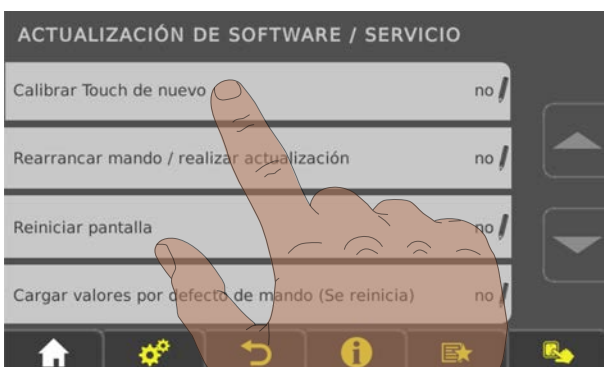 ACTUALIZACIÓN DE SOFTWARE / SERVICIO
Calibrar Touch de nuevo no
Rearrancar mando / realizar actualización no
Reiniciar pantalla no
Cargar valores por defecto de mando (Se reinicia) no